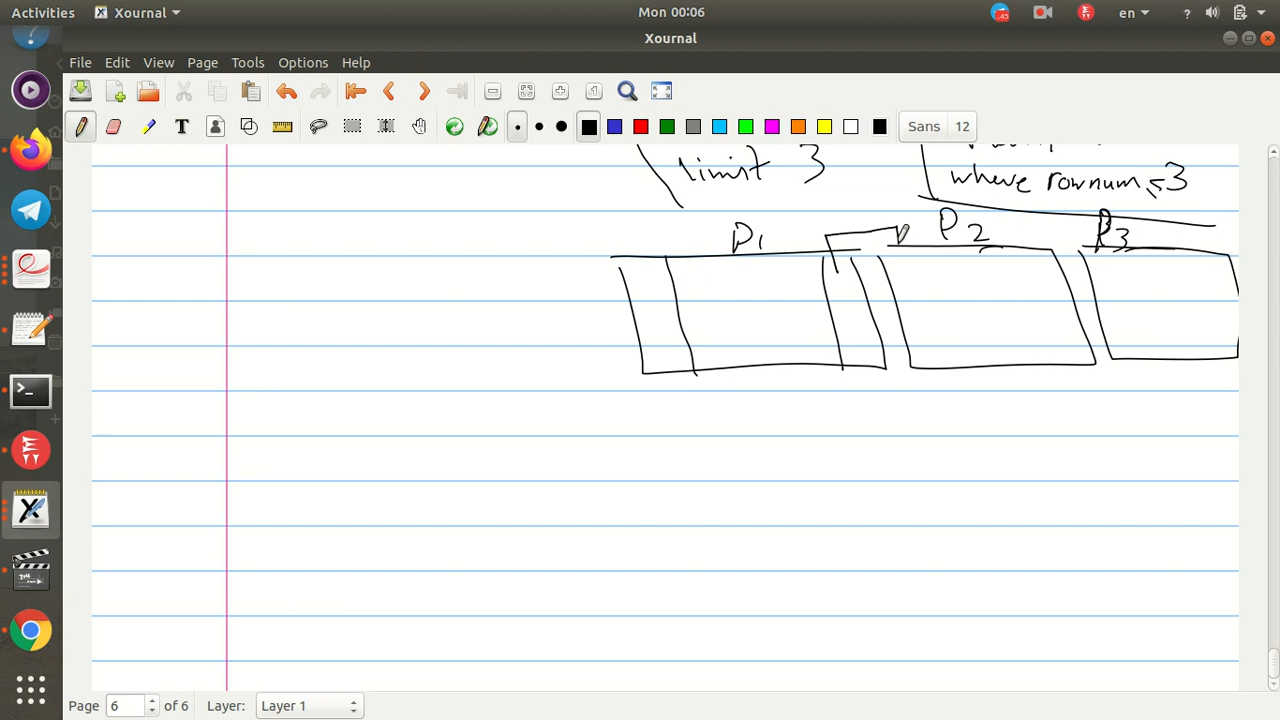 Activities Xournal Mon 00:06 45 en ?
Xournal
File Edit View Page Tools Options Help
T Sans 12
limit 3
where rownum <= 3
P1 P2 P3
Page 6 of 6 Layer: Layer 1